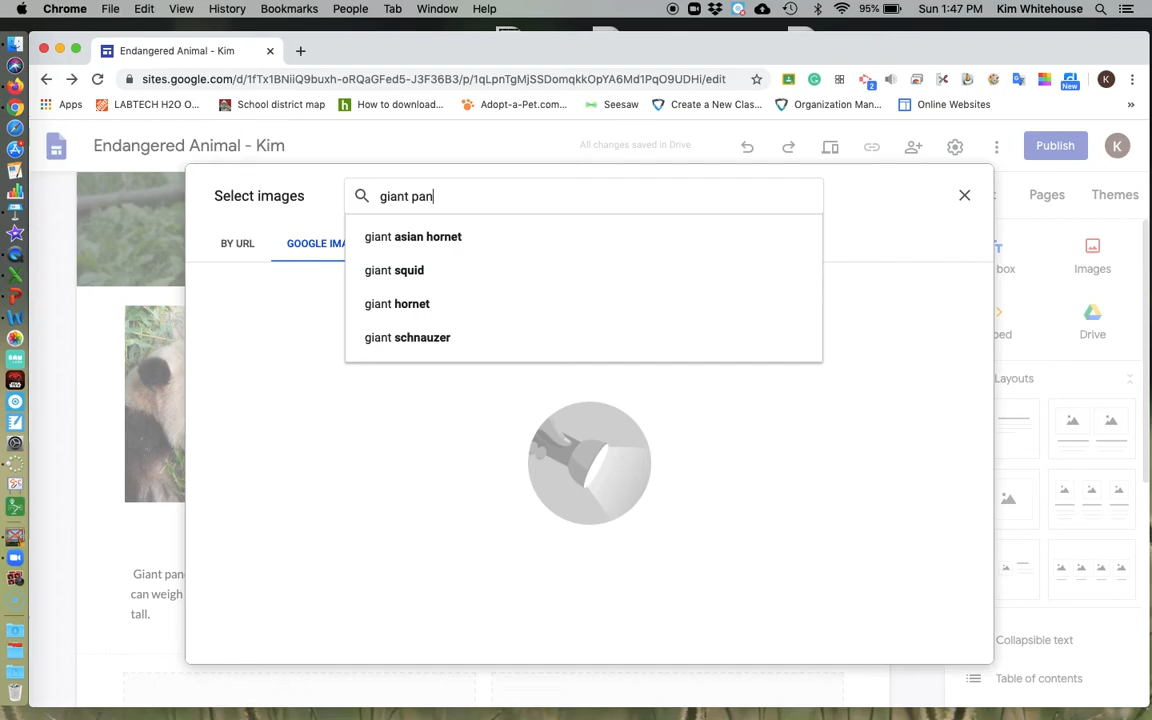 Chrome File Edit View History Bookmarks People Tab Window Help 95% Sun 1:47 PM Kim Whitehouse
Endangered Animal - Kim
sites.google.com/d/1fTx1BNiiQ9buxh-oRQaGFed5-J3F36B3/p/1qLpnTgMjSSDomqkkOpYA6Md1PqO9UDHi/edit
2
New
K
Apps LABTECH H2O O... School district map How to download... Adopt-a-Pet.com... Seesaw Create a New Clas... Organization Man... Online Websites »
Endangered Animal - Kim
All changes saved in Drive
Publish
K
Select images
giant pan
Pages Themes
BY URL
GOOGLE IMA
giant asian hornet
giant squid
giant hornet
giant schnauzer
box
Images
Drive
Layouts
Giant pan
can weigh
tall.
Collapsible text
Table of contents